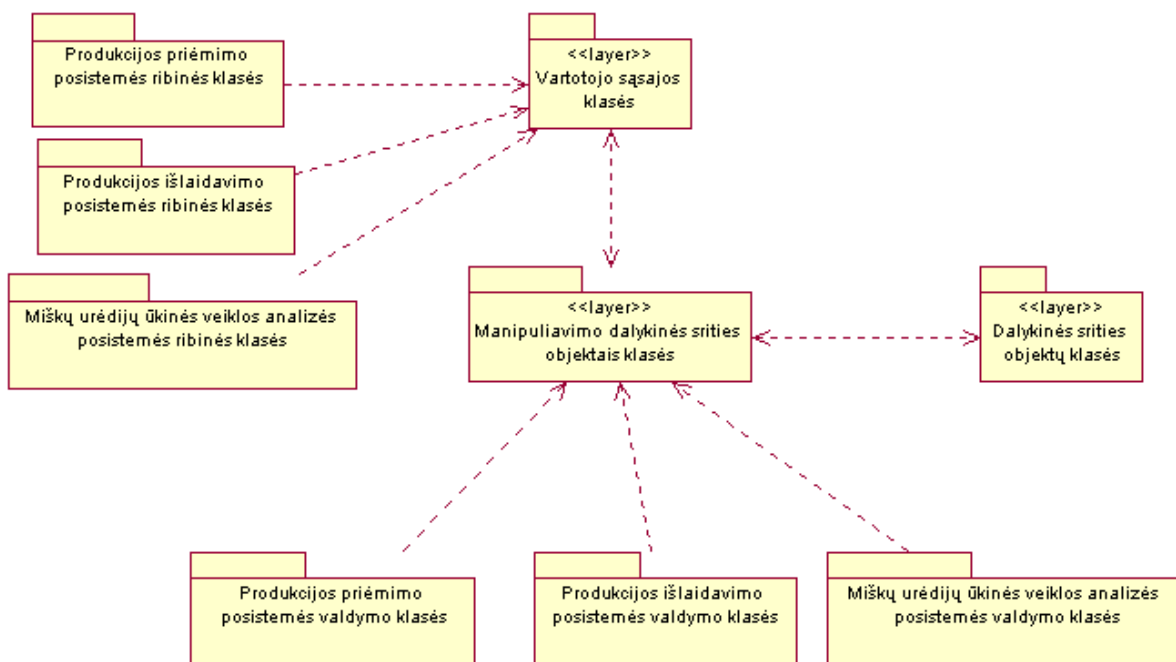 Produkcijos priėmimo
posistemės ribinės klasės
<<layer>>
Vartotojo sąsajos
klasės
Produkcijos išlaidavimo
posistemės ribinės klasės
Miškų urėdijų ūkinės veiklos analizės
posistemės ribinės klasės
<<layer>>
Manipuliavimo dalykinės srities
objektais klasės
<<layer>>
Dalykinės srities
objektų klasės
Produkcijos priėmimo
posistemės valdymo klasės
Produkcijos išlaidavimo
posistemės valdymo klasės
Miškų urėdijų ūkinės veiklos analizės
posistemės valdymo klasės